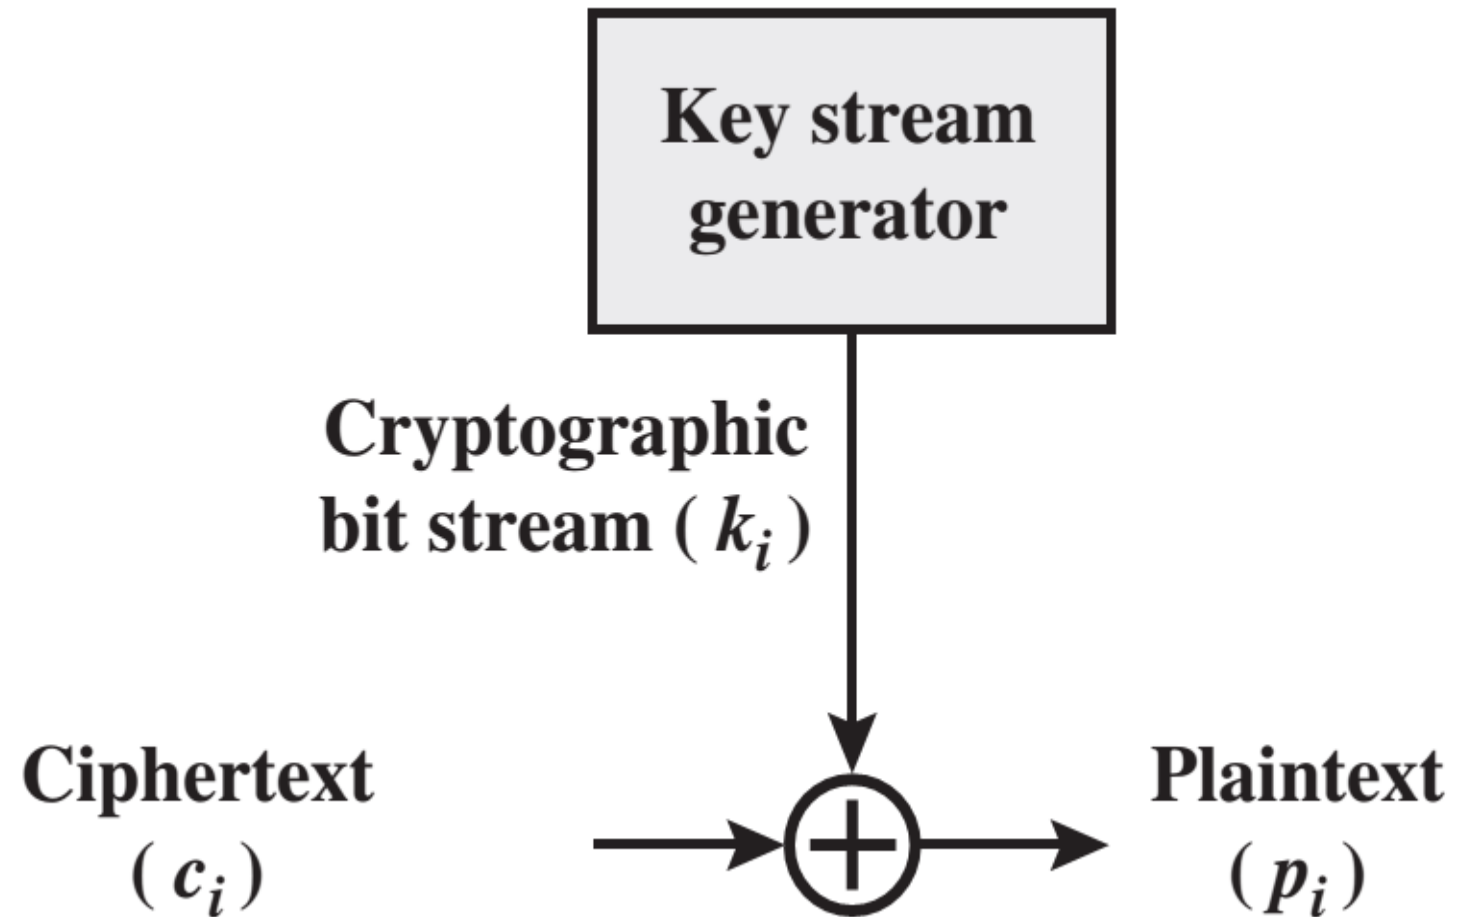 Key stream
generator
Cryptographic
bit stream ( kᵢ )
Ciphertext
( cᵢ )
Plaintext
( pᵢ )